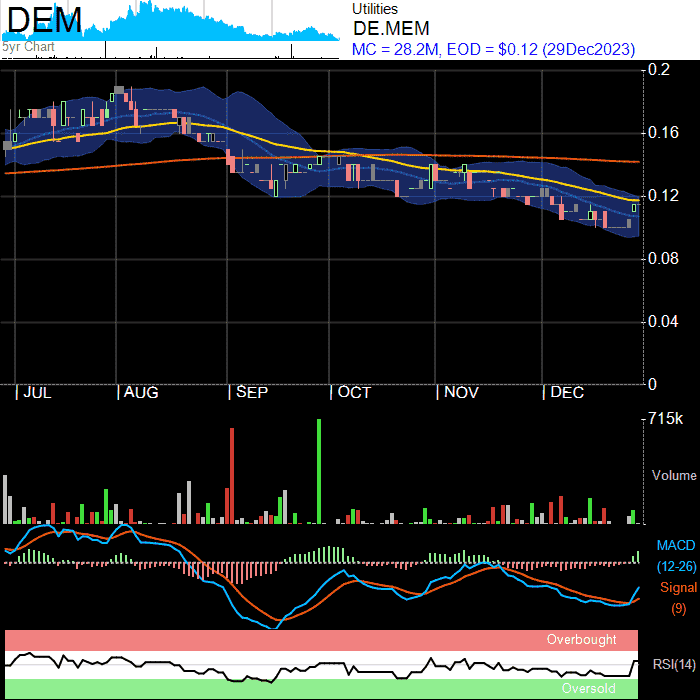 DEM
5yr Chart
Utilities
DE.MEM
MC = 28.2M, EOD = $0.12 (29Dec2023)
0.2
0.16
0.12
0.08
0.04
0
JUL AUG SEP OCT NOV DEC
715k
Volume
MACD
(12-26)
Signal
(9)
Overbought
RSI(14)
Oversold